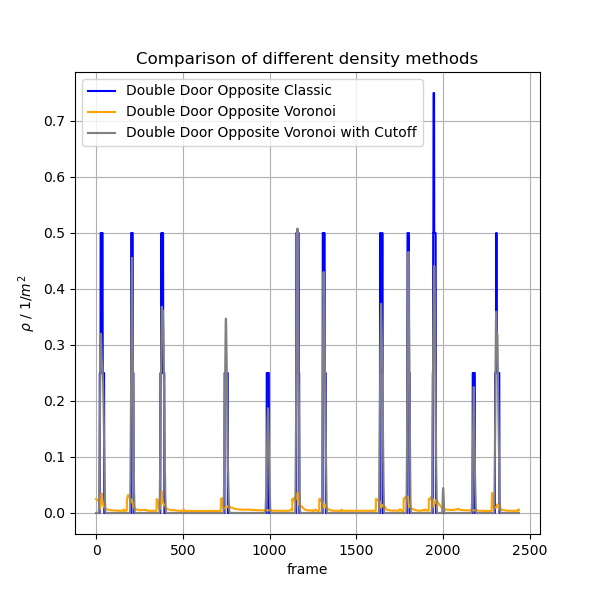 Comparison of different density methods
Double Door Opposite Classic
Double Door Opposite Voronoi
Double Door Opposite Voronoi with Cutoff
0.7
0.6
0.5
0.4
0.3
0.2
0.1
0.0
ρ / 1/m²
0 500 1000 1500 2000 2500
frame